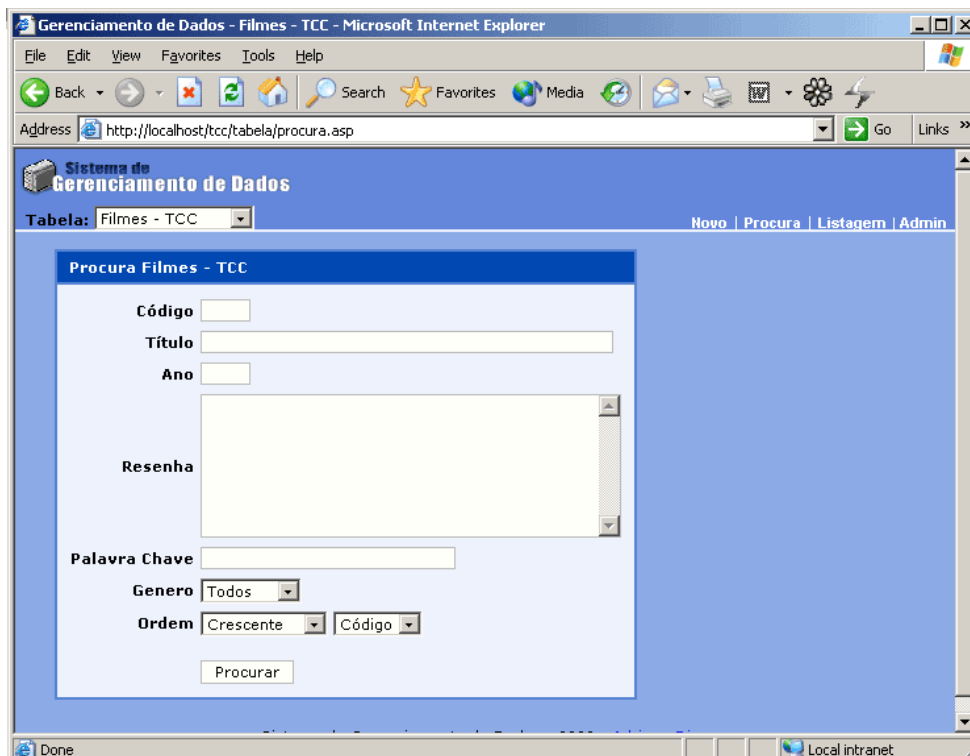 Gerenciamento de Dados - Filmes - TCC - Microsoft Internet Explorer
File Edit View Favorites Tools Help
Back Search Favorites Media
Address http://localhost/tcc/tabela/procura.asp Go Links »
Sistema de
Gerenciamento de Dados
Tabela: Filmes - TCC
Novo | Procura | Listagem | Admin
Procura Filmes - TCC
Código
Título
Ano
Resenha
Palavra Chave
Genero Todos
Ordem Crescente Código
Procurar
Done Local intranet